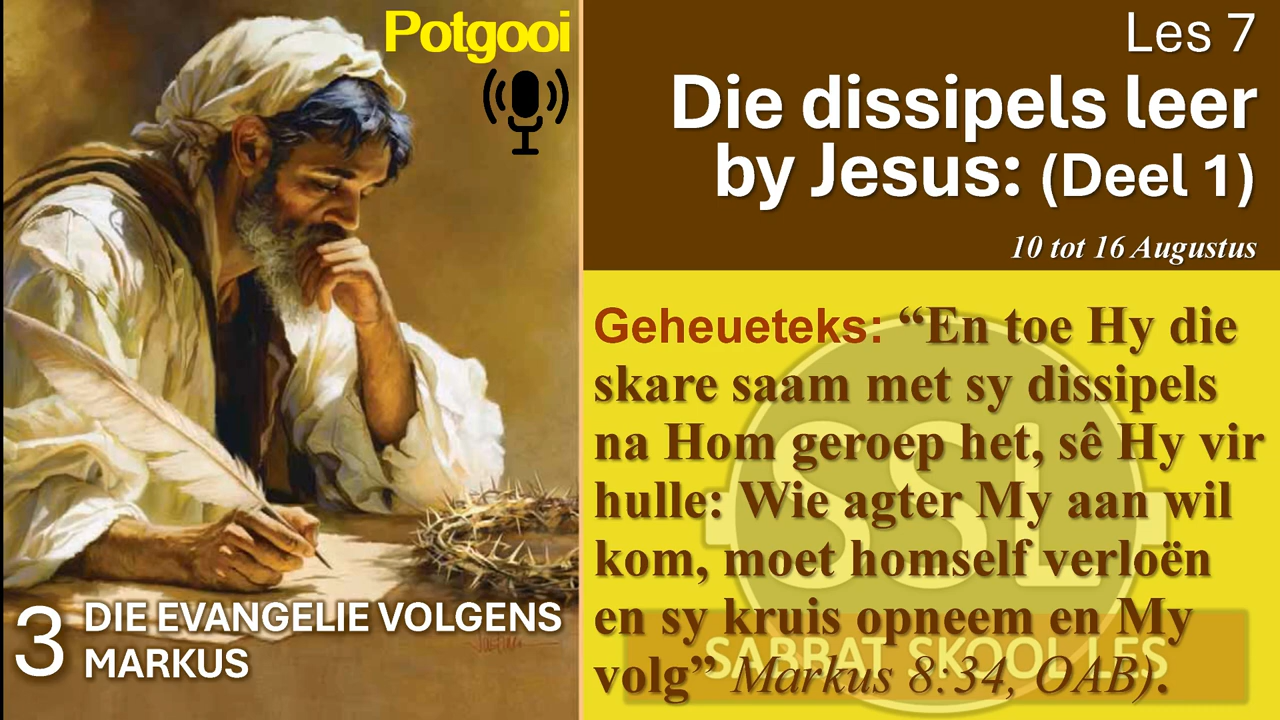 Potgooi
3
DIE EVANGELIE VOLGENS
MARKUS
Les 7
Die dissipels leer
by Jesus: (Deel 1)
10 tot 16 Augustus
Geheueteks: “En toe Hy die
skare saam met sy dissipels
na Hom geroep het, sê Hy vir
hulle: Wie agter My aan wil
kom, moet homself verloën
en sy kruis opneem en My
volg” Markus 8:34, OAB).
SSL
SABBAT SKOOL LES